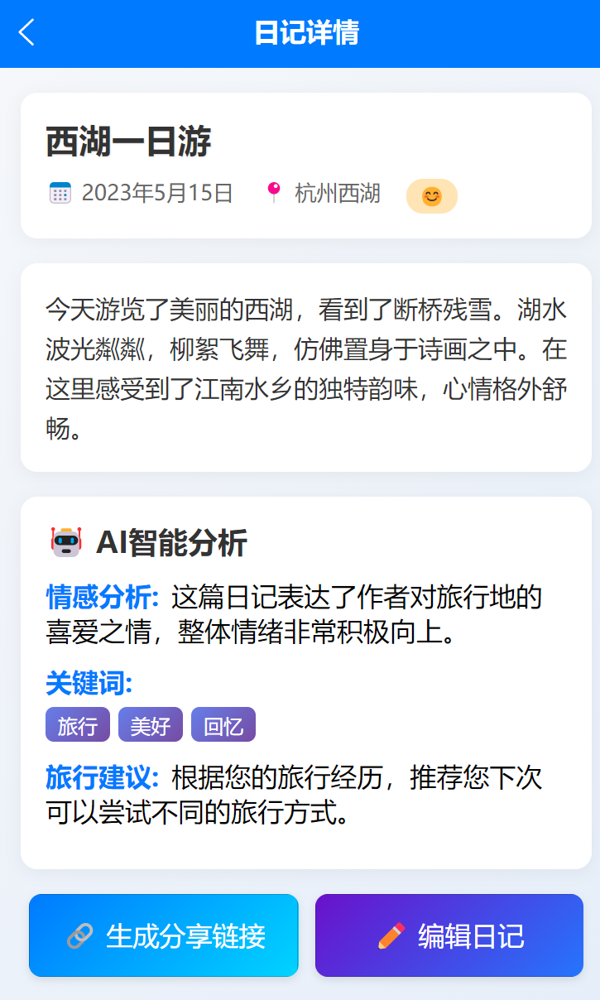 日记详情
西湖一日游
2023年5月15日 杭州西湖
今天游览了美丽的西湖，看到了断桥残雪。湖水
波光粼粼，柳絮飞舞，仿佛置身于诗画之中。在
这里感受到了江南水乡的独特韵味，心情格外舒
畅。
AI智能分析
情感分析: 这篇日记表达了作者对旅行地的
喜爱之情，整体情绪非常积极向上。
关键词:
旅行 美好 回忆
旅行建议: 根据您的旅行经历，推荐您下次
可以尝试不同的旅行方式。
生成分享链接 编辑日记